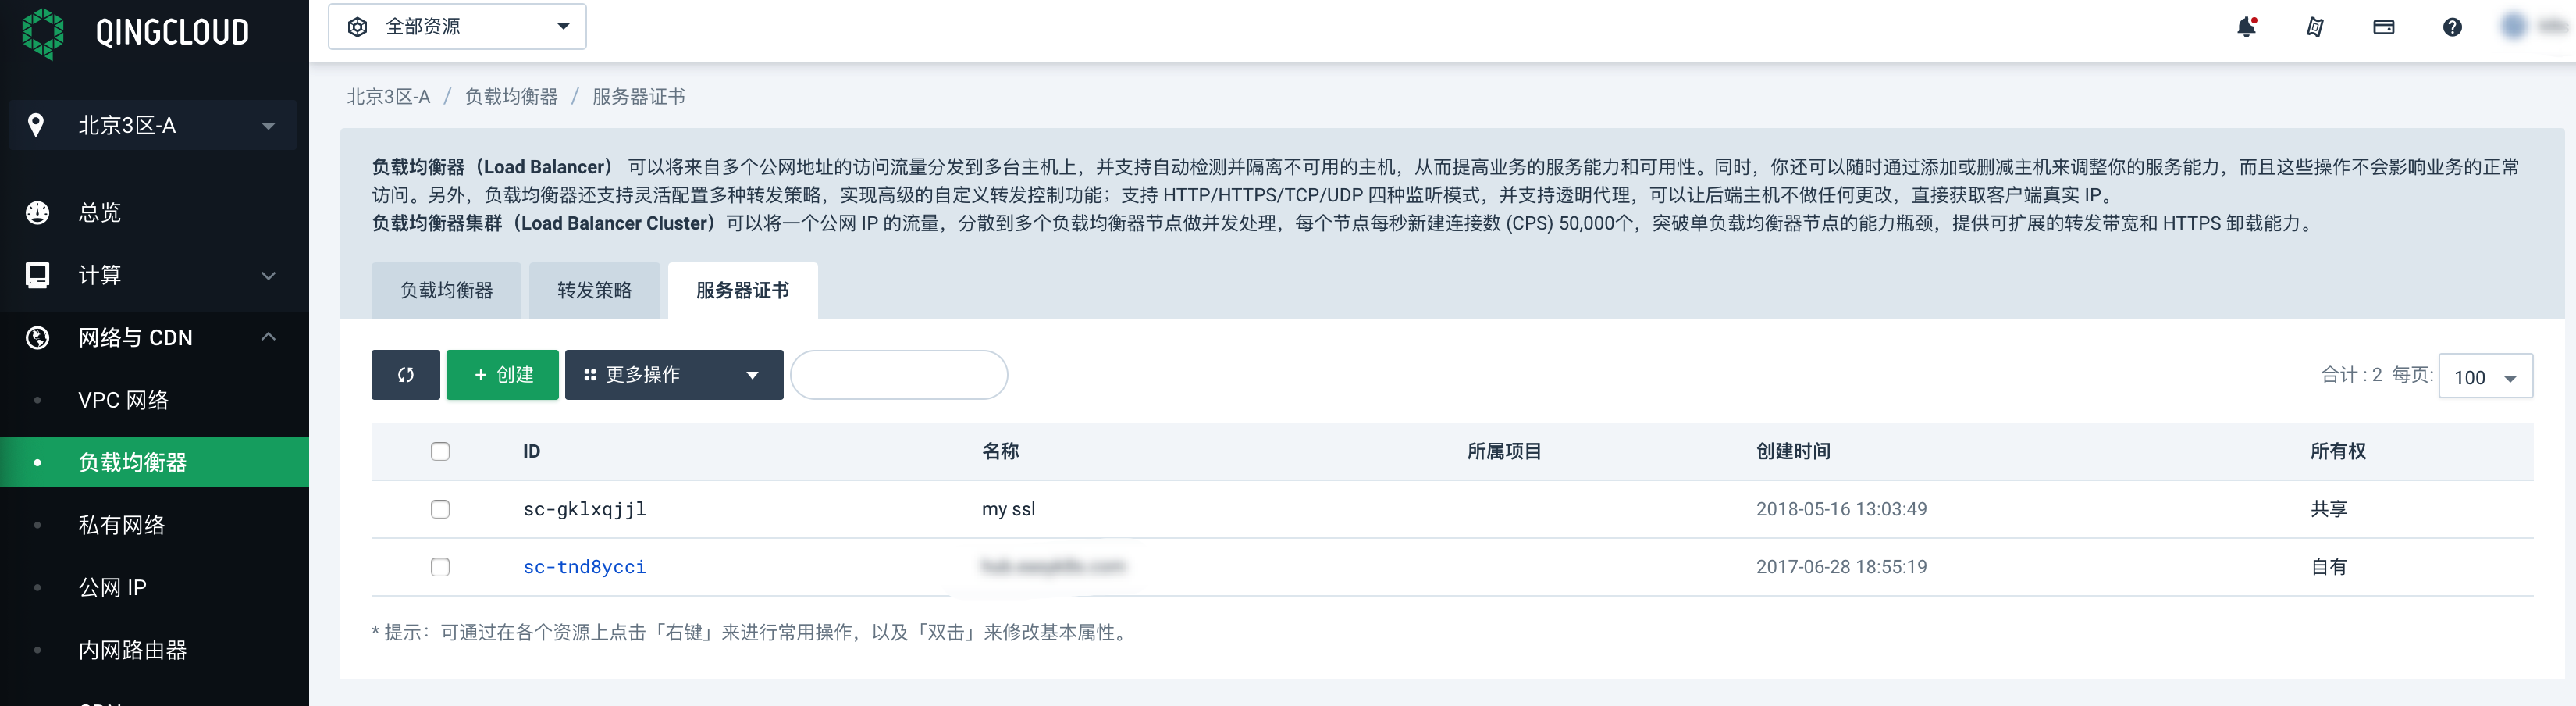 QINGCLOUD
全部资源
北京3区-A
总览
计算
网络与 CDN
VPC 网络
负载均衡器
私有网络
公网 IP
内网路由器
北京3区-A / 负载均衡器 / 服务器证书
负载均衡器（Load Balancer） 可以将来自多个公网地址的访问流量分发到多台主机上，并支持自动检测并隔离不可用的主机，从而提高业务的服务能力和可用性。同时，你还可以随时通过添加或删减主机来调整你的服务能力，而且这些操作不会影响业务的正常
访问。另外，负载均衡器还支持灵活配置多种转发策略，实现高级的自定义转发控制功能；支持 HTTP/HTTPS/TCP/UDP 四种监听模式，并支持透明代理，可以让后端主机不做任何更改，直接获取客户端真实 IP。
负载均衡器集群（Load Balancer Cluster）可以将一个公网 IP 的流量，分散到多个负载均衡器节点做并发处理，每个节点每秒新建连接数 (CPS) 50,000个，突破单负载均衡器节点的能力瓶颈，提供可扩展的转发带宽和 HTTPS 卸载能力。
负载均衡器 转发策略 服务器证书
+ 创建 更多操作 合计 : 2 每页: 100
ID 名称 所属项目 创建时间 所有权
sc-gklxqjjl my ssl 2018-05-16 13:03:49 共享
sc-tnd8ycci 2017-06-28 18:55:19 自有
* 提示：可通过在各个资源上点击「右键」来进行常用操作，以及「双击」来修改基本属性。